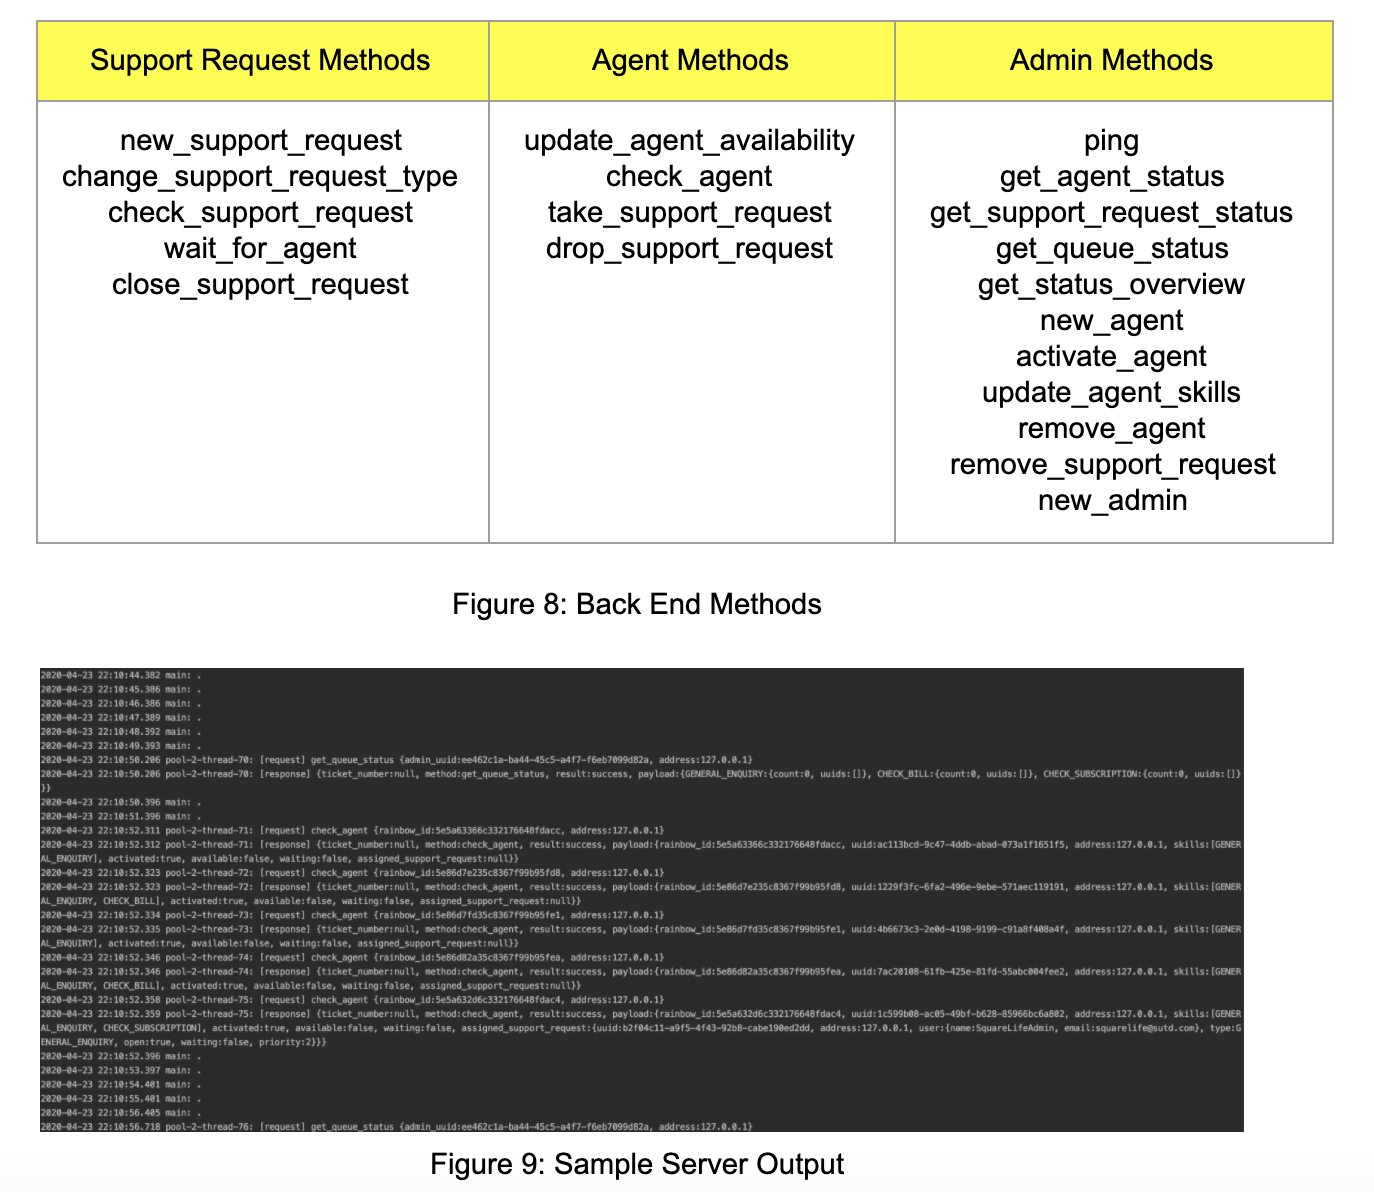 Support Request Methods
Agent Methods
Admin Methods
new_support_request
change_support_request_type
check_support_request
wait_for_agent
close_support_request
update_agent_availability
check_agent
take_support_request
drop_support_request
ping
get_agent_status
get_support_request_status
get_queue_status
get_status_overview
new_agent
activate_agent
update_agent_skills
remove_agent
remove_support_request
new_admin
Figure 8: Back End Methods
2020-04-23 22:10:44.382 main: .
2020-04-23 22:10:45.386 main: .
2020-04-23 22:10:46.386 main: .
2020-04-23 22:10:47.389 main: .
2020-04-23 22:10:48.392 main: .
2020-04-23 22:10:49.393 main: .
2020-04-23 22:10:50.206 pool-2-thread-70: [request] get_queue_status {admin_uuid:ee462c1a-ba44-45c5-a4f7-f6eb7099d82a, address:127.0.0.1}
2020-04-23 22:10:50.206 pool-2-thread-70: [response] {ticket_number:null, method:get_queue_status, result:success, payload:{GENERAL_ENQUIRY:{count:0, uuids:[]}, CHECK_BILL:{count:0, uuids:[]}, CHECK_SUBSCRIPTION:{count:0, uuids:[]}
}}
2020-04-23 22:10:50.396 main: .
2020-04-23 22:10:51.396 main: .
2020-04-23 22:10:52.311 pool-2-thread-71: [request] check_agent {rainbow_id:5e5a63366c332176648fdacc, address:127.0.0.1}
2020-04-23 22:10:52.312 pool-2-thread-71: [response] {ticket_number:null, method:check_agent, result:success, payload:{rainbow_id:5e5a63366c332176648fdacc, uuid:ac113bcd-9c47-4ddb-abad-073a1f1651f5, address:127.0.0.1, skills:[GENER
AL_ENQUIRY], activated:true, available:false, waiting:false, assigned_support_request:null}}
2020-04-23 22:10:52.323 pool-2-thread-72: [request] check_agent {rainbow_id:5e86d7e235c8367f99b95fd8, address:127.0.0.1}
2020-04-23 22:10:52.323 pool-2-thread-72: [response] {ticket_number:null, method:check_agent, result:success, payload:{rainbow_id:5e86d7e235c8367f99b95fd8, uuid:1229f3fc-6fa2-496e-9ebe-571aec119191, address:127.0.0.1, skills:[GENER
AL_ENQUIRY, CHECK_BILL], activated:true, available:false, waiting:false, assigned_support_request:null}}
2020-04-23 22:10:52.334 pool-2-thread-73: [request] check_agent {rainbow_id:5e86d7fd35c8367f99b95fe1, address:127.0.0.1}
2020-04-23 22:10:52.335 pool-2-thread-73: [response] {ticket_number:null, method:check_agent, result:success, payload:{rainbow_id:5e86d7fd35c8367f99b95fe1, uuid:4b6673c3-2e0d-4198-9199-c91a8f408a4f, address:127.0.0.1, skills:[GENER
AL_ENQUIRY], activated:true, available:false, waiting:false, assigned_support_request:null}}
2020-04-23 22:10:52.346 pool-2-thread-74: [request] check_agent {rainbow_id:5e86d82a35c8367f99b95fea, address:127.0.0.1}
2020-04-23 22:10:52.346 pool-2-thread-74: [response] {ticket_number:null, method:check_agent, result:success, payload:{rainbow_id:5e86d82a35c8367f99b95fea, uuid:7ac20108-61fb-425e-81fd-55abc004fee2, address:127.0.0.1, skills:[GENER
AL_ENQUIRY, CHECK_BILL], activated:true, available:false, waiting:false, assigned_support_request:null}}
2020-04-23 22:10:52.358 pool-2-thread-75: [request] check_agent {rainbow_id:5e5a632d6c332176648fdac4, address:127.0.0.1}
2020-04-23 22:10:52.359 pool-2-thread-75: [response] {ticket_number:null, method:check_agent, result:success, payload:{rainbow_id:5e5a632d6c332176648fdac4, uuid:1c599b08-ac05-49bf-b628-85966bc6a802, address:127.0.0.1, skills:[GENER
AL_ENQUIRY, CHECK_SUBSCRIPTION], activated:true, available:false, waiting:false, assigned_support_request:{uuid:b2f04c11-a9f5-4f43-92b8-cabe190ed2dd, address:127.0.0.1, user:{name:SquareLifeAdmin, email:squarelife@sutd.com}, type:G
ENERAL_ENQUIRY, open:true, waiting:false, priority:2}}}
2020-04-23 22:10:52.396 main: .
2020-04-23 22:10:53.397 main: .
2020-04-23 22:10:54.401 main: .
2020-04-23 22:10:55.401 main: .
2020-04-23 22:10:56.405 main: .
2020-04-23 22:10:56.718 pool-2-thread-76: [request] get_queue_status {admin_uuid:ee462c1a-ba44-45c5-a4f7-f6eb7099d82a, address:127.0.0.1}
Figure 9: Sample Server Output